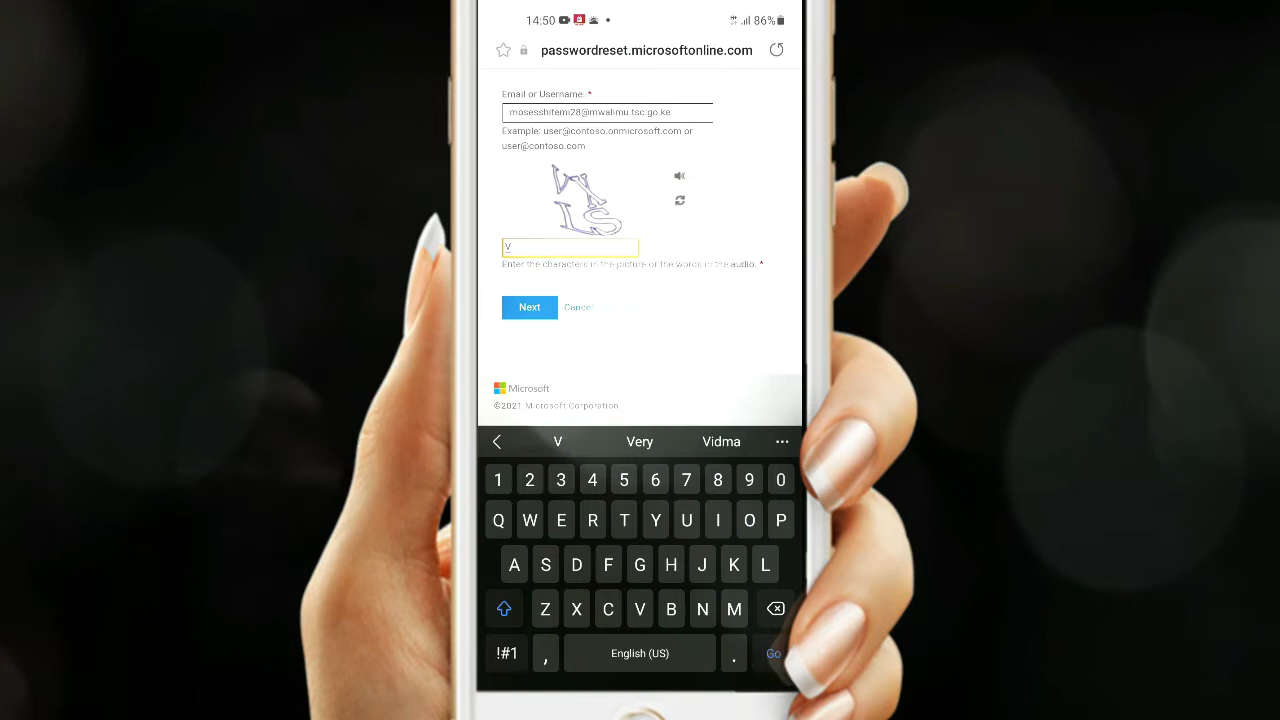 14:50 86%
passwordreset.microsoftonline.com
Email or Username: *
mosesshitemi28@mwalimu.tsc.go.ke
Example: user@contoso.onmicrosoft.com or
user@contoso.com
V
Enter the characters in the picture or the words in the audio. *
Next Cancel
Microsoft
©2021 Microsoft Corporation
V Very Vidma
1 2 3 4 5 6 7 8 9 0
Q W E R T Y U I O P
A S D F G H J K L
Z X C V B N M
!#1 , English (US) . Go